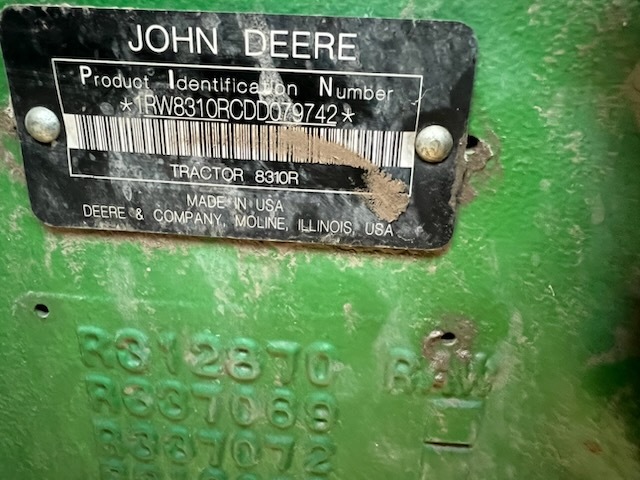 JOHN DEERE
Product Identification Number
*1RW8310RCDD079742*
TRACTOR 8310R
MADE IN USA
DEERE & COMPANY, MOLINE, ILLINOIS, USA
R312870
R337069
R337072